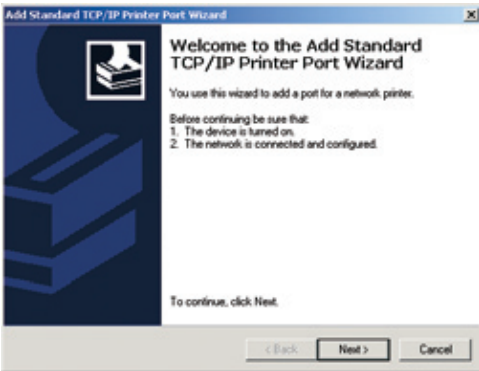 Add Standard TCP/IP Printer Port Wizard
Welcome to the Add Standard
TCP/IP Printer Port Wizard
You use this wizard to add a port for a network printer.
Before continuing be sure that:
1. The device is turned on.
2. The network is connected and configured.
To continue, click Next.
< Back Next > Cancel